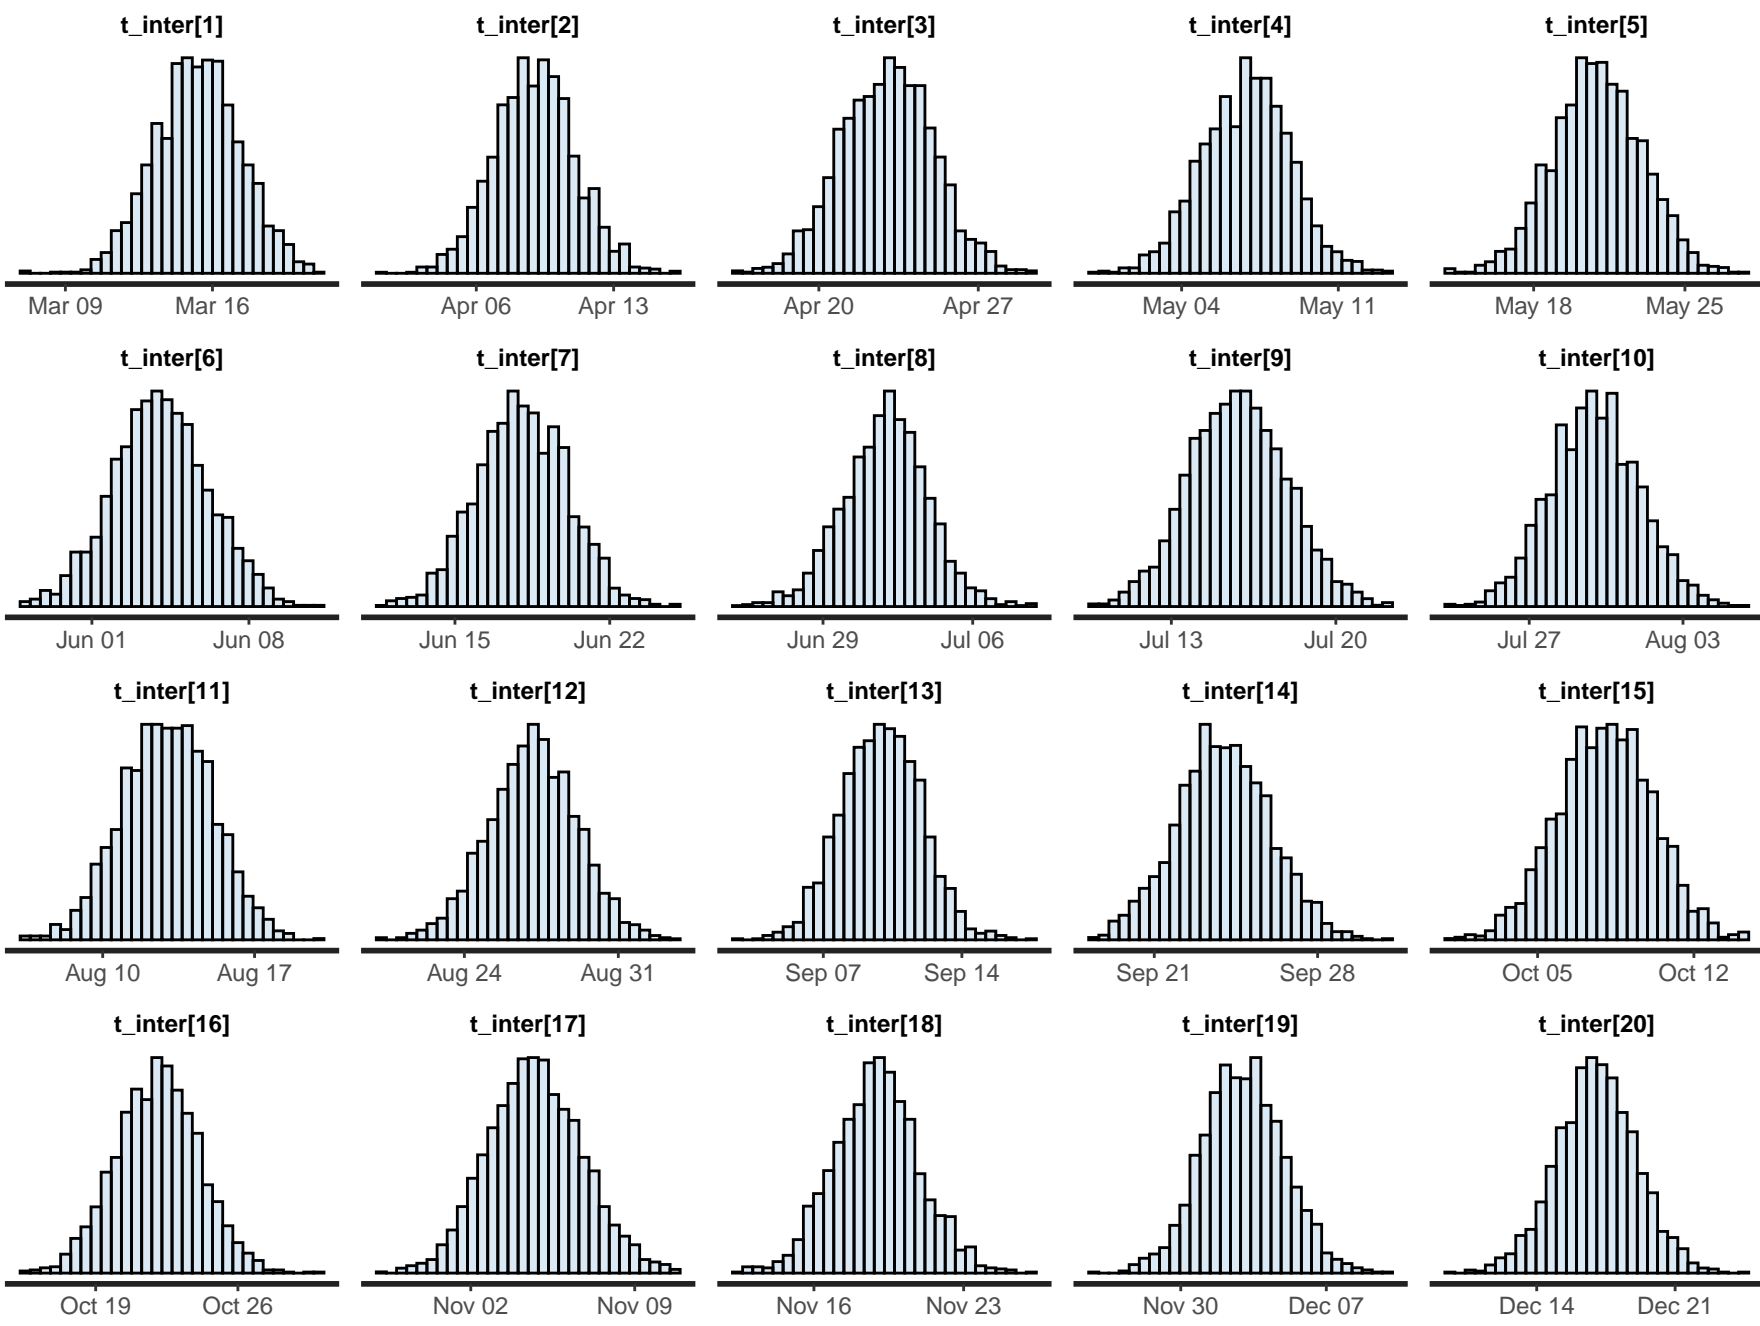 t_inter[1] t_inter[2] t_inter[3] t_inter[4] t_inter[5]
Mar 09 Mar 16 Apr 06 Apr 13 Apr 20 Apr 27 May 04 May 11 May 18 May 25
t_inter[6] t_inter[7] t_inter[8] t_inter[9] t_inter[10]
Jun 01 Jun 08 Jun 15 Jun 22 Jun 29 Jul 06 Jul 13 Jul 20 Jul 27 Aug 03
t_inter[11] t_inter[12] t_inter[13] t_inter[14] t_inter[15]
Aug 10 Aug 17 Aug 24 Aug 31 Sep 07 Sep 14 Sep 21 Sep 28 Oct 05 Oct 12
t_inter[16] t_inter[17] t_inter[18] t_inter[19] t_inter[20]
Oct 19 Oct 26 Nov 02 Nov 09 Nov 16 Nov 23 Nov 30 Dec 07 Dec 14 Dec 21